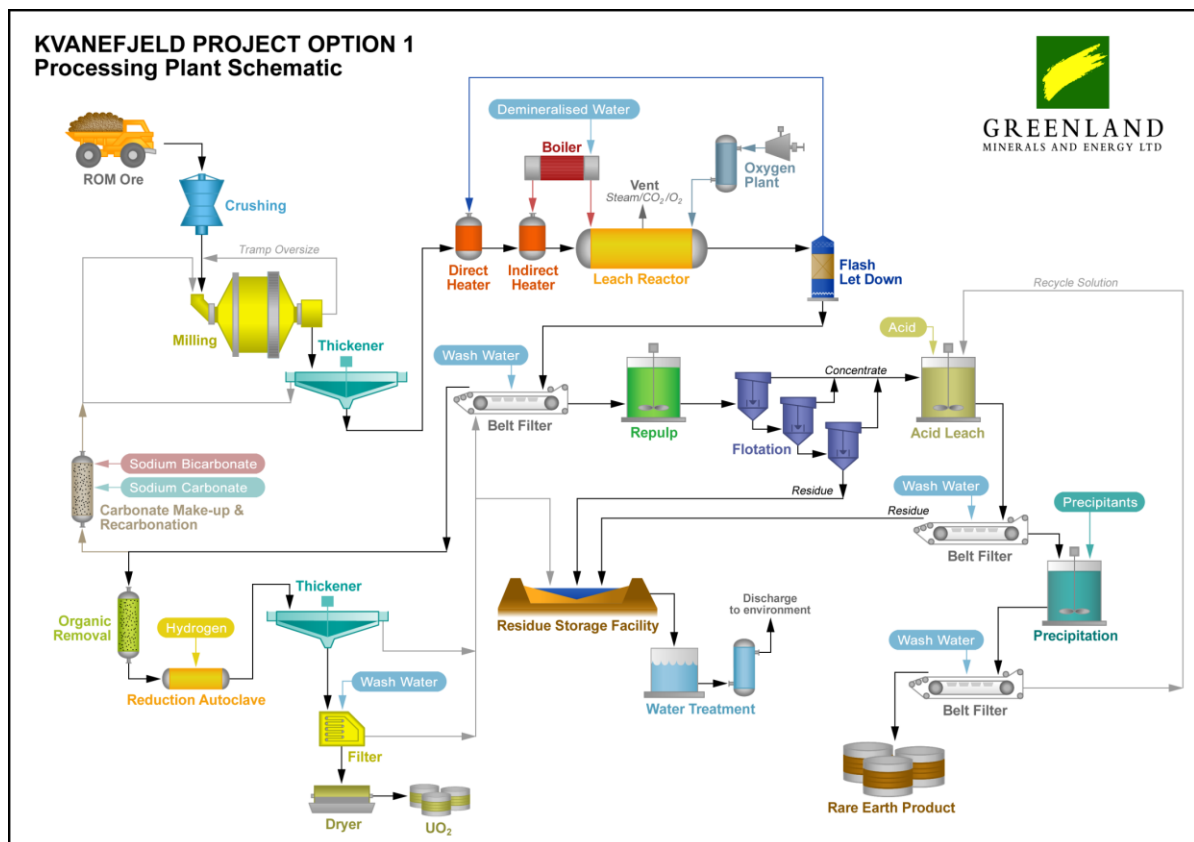 KVANEFJELD PROJECT OPTION 1
Processing Plant Schematic
GREENLAND
MINERALS AND ENERGY LTD
ROM Ore
Crushing
Tramp Oversize
Milling
Thickener
Demineralised Water
Boiler
Vent
Steam/CO₂/O₂
Oxygen
Plant
Direct
Heater
Indirect
Heater
Leach Reactor
Flash
Let Down
Recycle Solution
Wash Water
Belt Filter
Repulp
Flotation
Concentrate
Residue
Acid
Acid Leach
Wash Water
Residue
Belt Filter
Precipitants
Precipitation
Sodium Bicarbonate
Sodium Carbonate
Carbonate Make-up &
Recarbonation
Organic
Removal
Hydrogen
Reduction Autoclave
Thickener
Wash Water
Filter
Dryer
UO₂
Residue Storage Facility
Discharge
to environment
Water Treatment
Wash Water
Belt Filter
Rare Earth Product